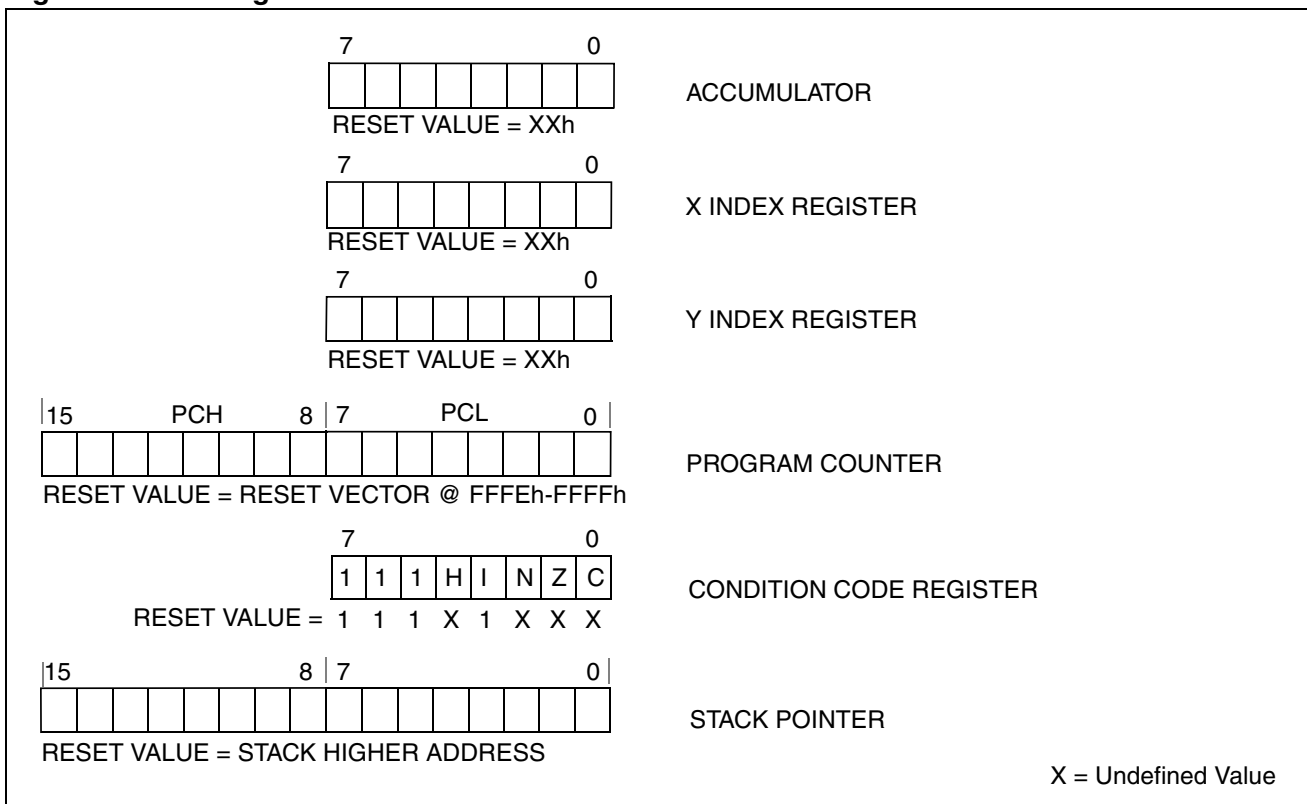 7 0
ACCUMULATOR
RESET VALUE = XXh
7 0
X INDEX REGISTER
RESET VALUE = XXh
7 0
Y INDEX REGISTER
RESET VALUE = XXh
15 PCH 8 7 PCL 0
PROGRAM COUNTER
RESET VALUE = RESET VECTOR @ FFFEh-FFFFh
7 0
1 1 1 H I N Z C
CONDITION CODE REGISTER
RESET VALUE = 1 1 1 X 1 X X X
15 8 7 0
STACK POINTER
RESET VALUE = STACK HIGHER ADDRESS
X = Undefined Value